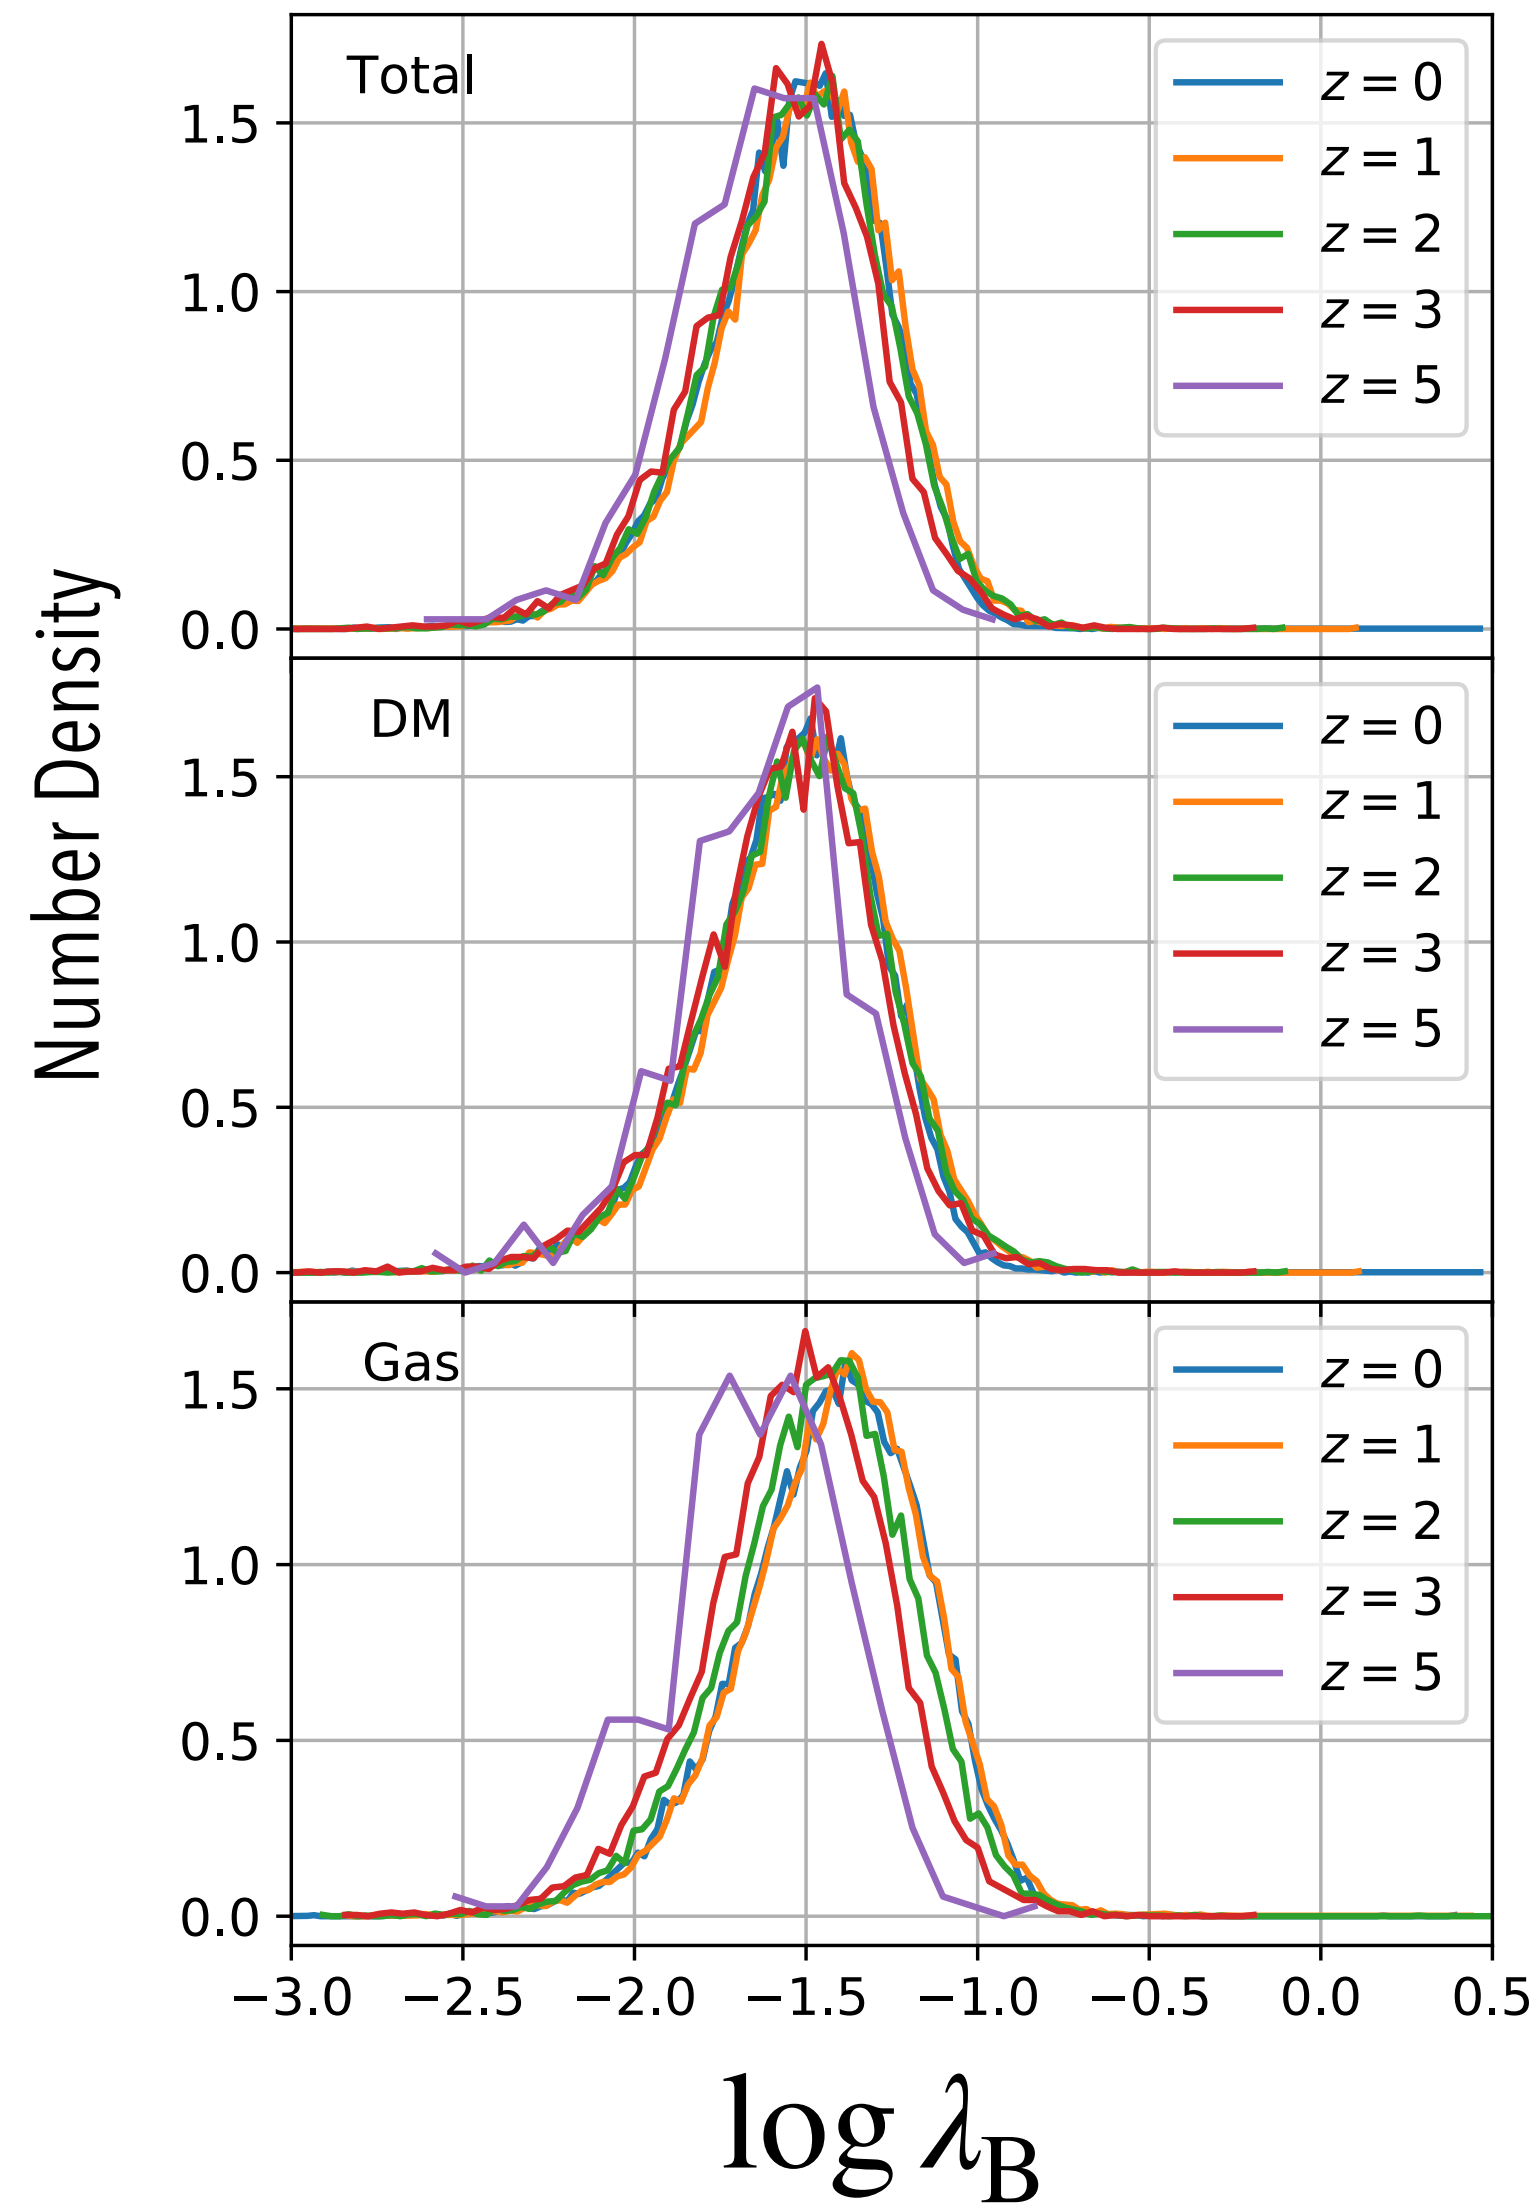 Number Density
Total
1.5
1.0
0.5
0.0
z = 0
z = 1
z = 2
z = 3
z = 5
DM
1.5
1.0
0.5
0.0
z = 0
z = 1
z = 2
z = 3
z = 5
Gas
1.5
1.0
0.5
0.0
z = 0
z = 1
z = 2
z = 3
z = 5
−3.0 −2.5 −2.0 −1.5 −1.0 −0.5 0.0 0.5
log λ_B